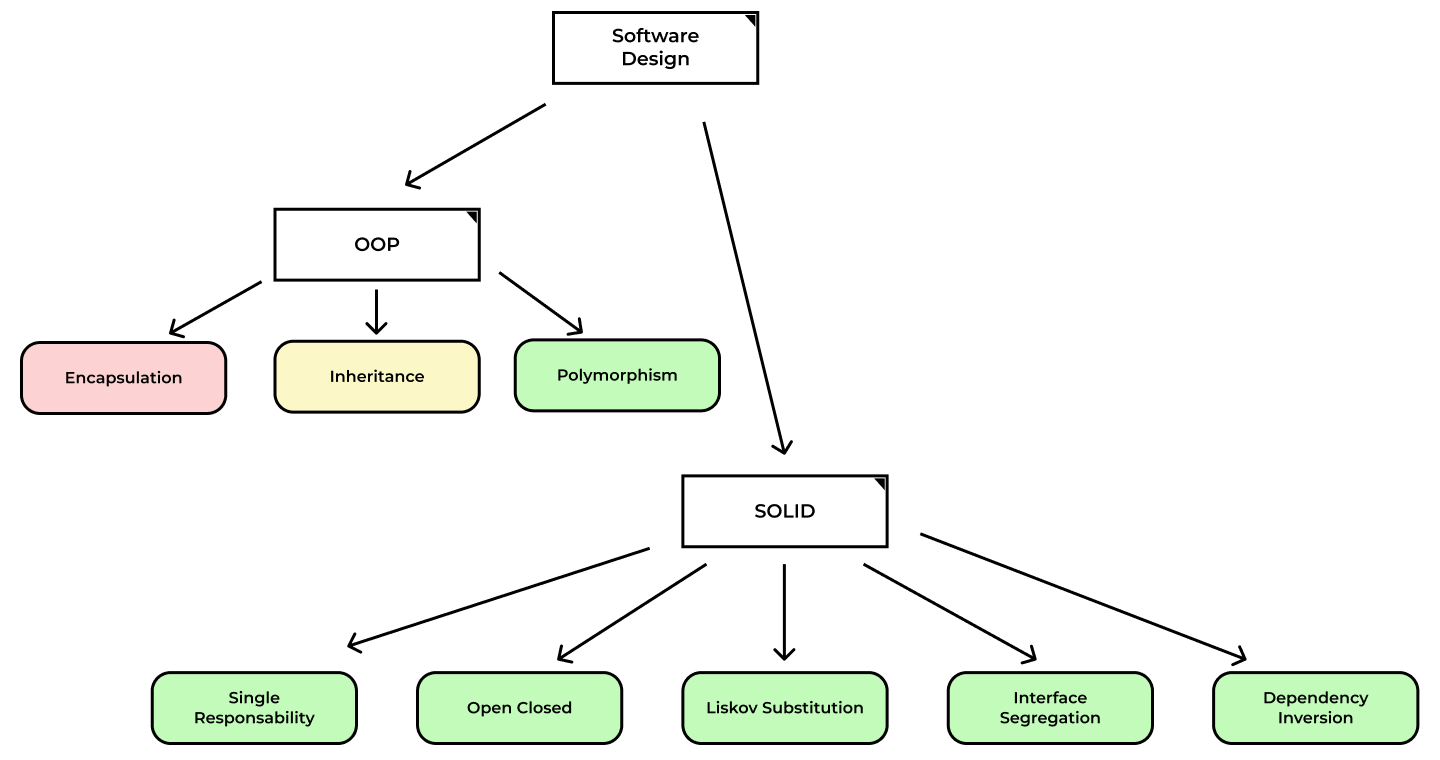 Software
Design
OOP
Encapsulation
Inheritance
Polymorphism
SOLID
Single
Responsability
Open Closed
Liskov Substitution
Interface
Segregation
Dependency
Inversion